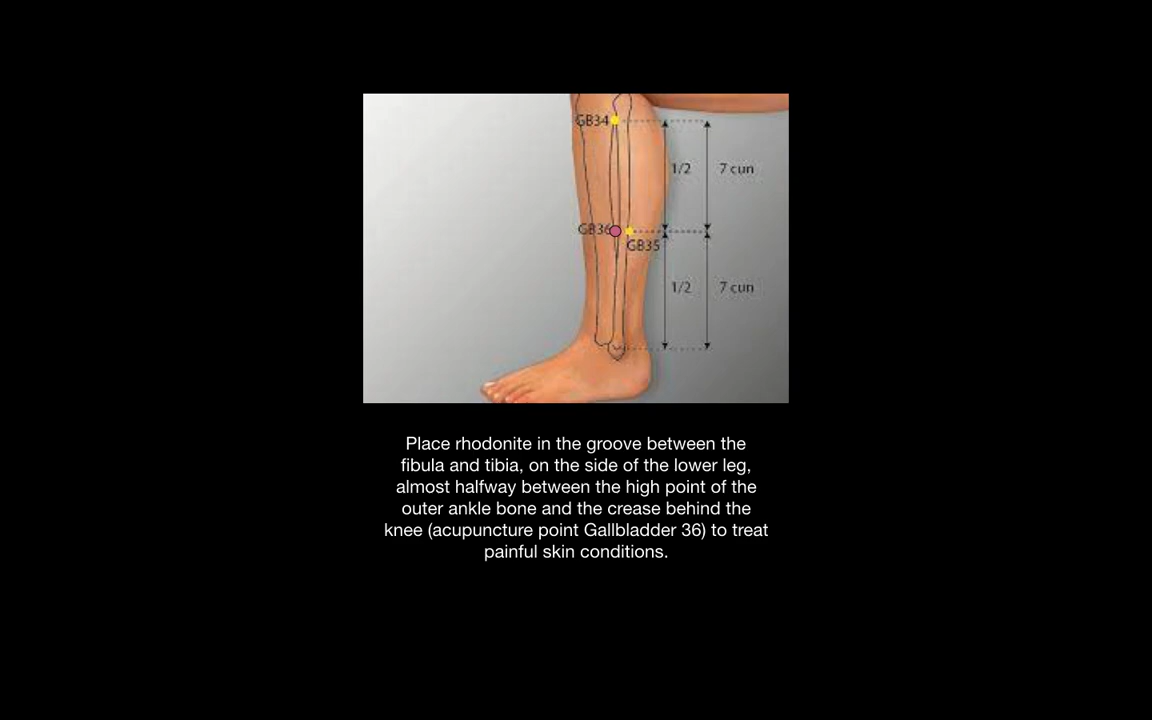 GB34
1/2 7 cun
GB36
GB35
1/2 7 cun
Place rhodonite in the groove between the
fibula and tibia, on the side of the lower leg,
almost halfway between the high point of the
outer ankle bone and the crease behind the
knee (acupuncture point Gallbladder 36) to treat
painful skin conditions.